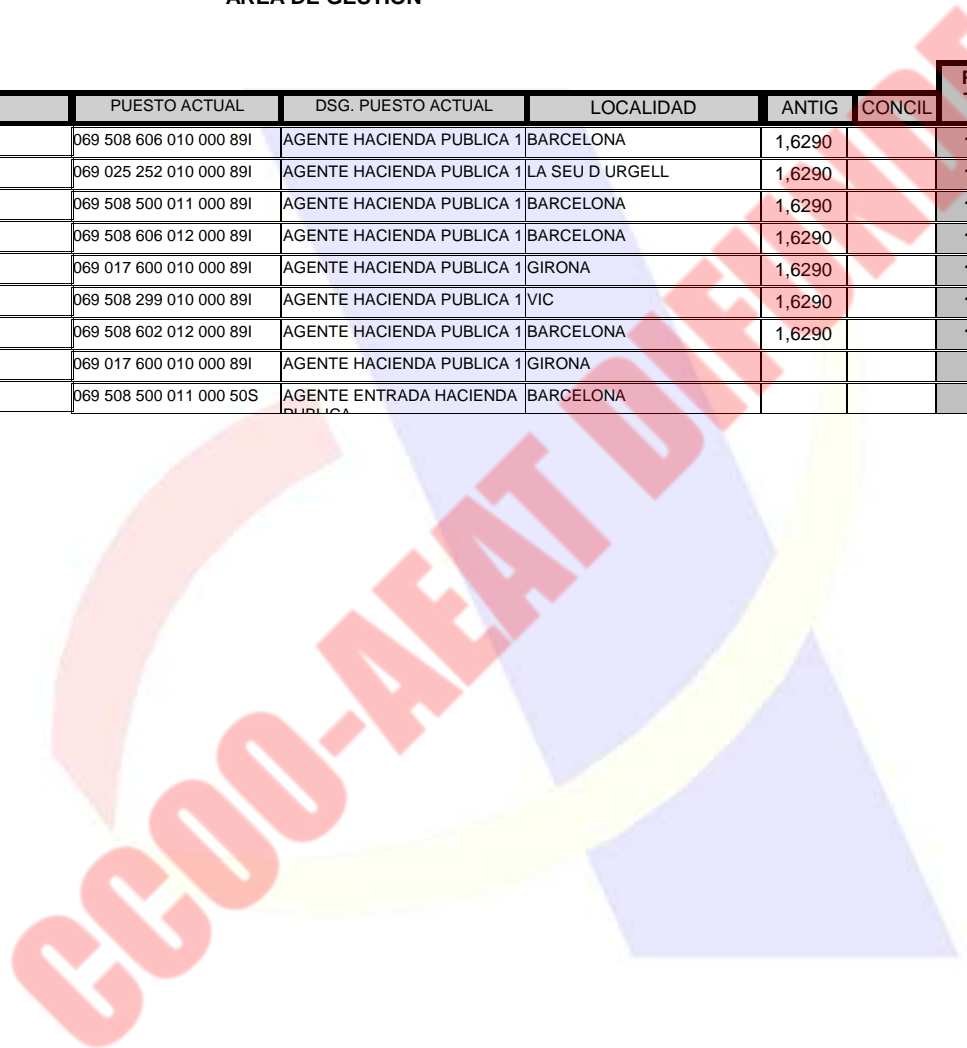 ÁREA DE GESTIÓN
PUESTO ACTUAL DSG. PUESTO ACTUAL LOCALIDAD ANTIG CONCIL
069 508 606 010 000 89I AGENTE HACIENDA PUBLICA 1 BARCELONA 1,6290
069 025 252 010 000 89I AGENTE HACIENDA PUBLICA 1 LA SEU D URGELL 1,6290
069 508 500 011 000 89I AGENTE HACIENDA PUBLICA 1 BARCELONA 1,6290
069 508 606 012 000 89I AGENTE HACIENDA PUBLICA 1 BARCELONA 1,6290
069 017 600 010 000 89I AGENTE HACIENDA PUBLICA 1 GIRONA 1,6290
069 508 299 010 000 89I AGENTE HACIENDA PUBLICA 1 VIC 1,6290
069 508 602 012 000 89I AGENTE HACIENDA PUBLICA 1 BARCELONA 1,6290
069 017 600 010 000 89I AGENTE HACIENDA PUBLICA 1 GIRONA
069 508 500 011 000 50S AGENTE ENTRADA HACIENDA BARCELONA
PUBLICA
CCOO-AEAT DIFUNDE